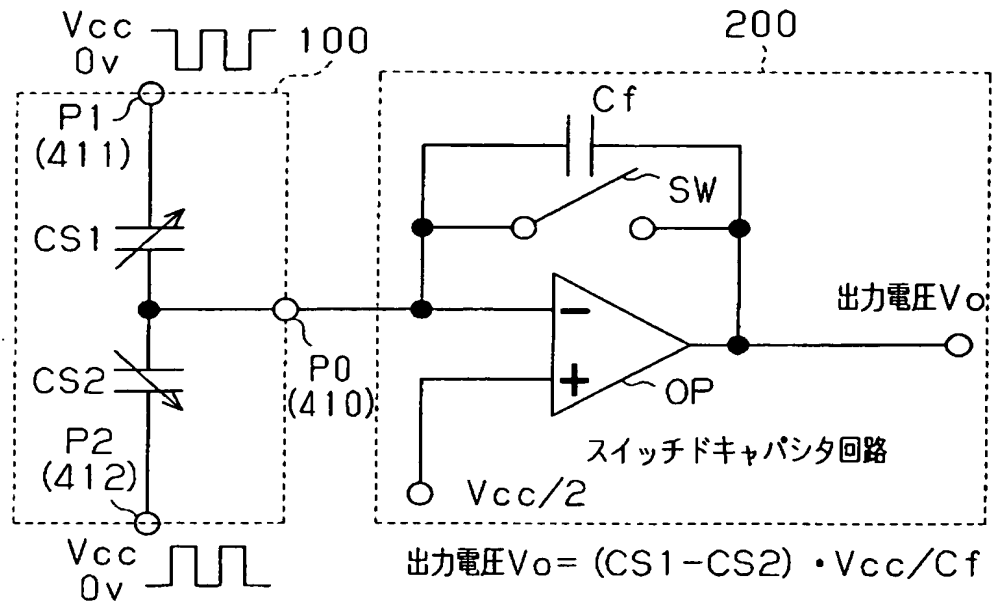 Vcc
0v
100
200
P1
(411)
Cf
SW
CS1
出力電圧Vo
CS2
P0
(410)
OP
P2
(412)
スイッチドキャパシタ回路
Vcc/2
Vcc
0v
出力電圧Vo=(CS1-CS2)・Vcc/Cf